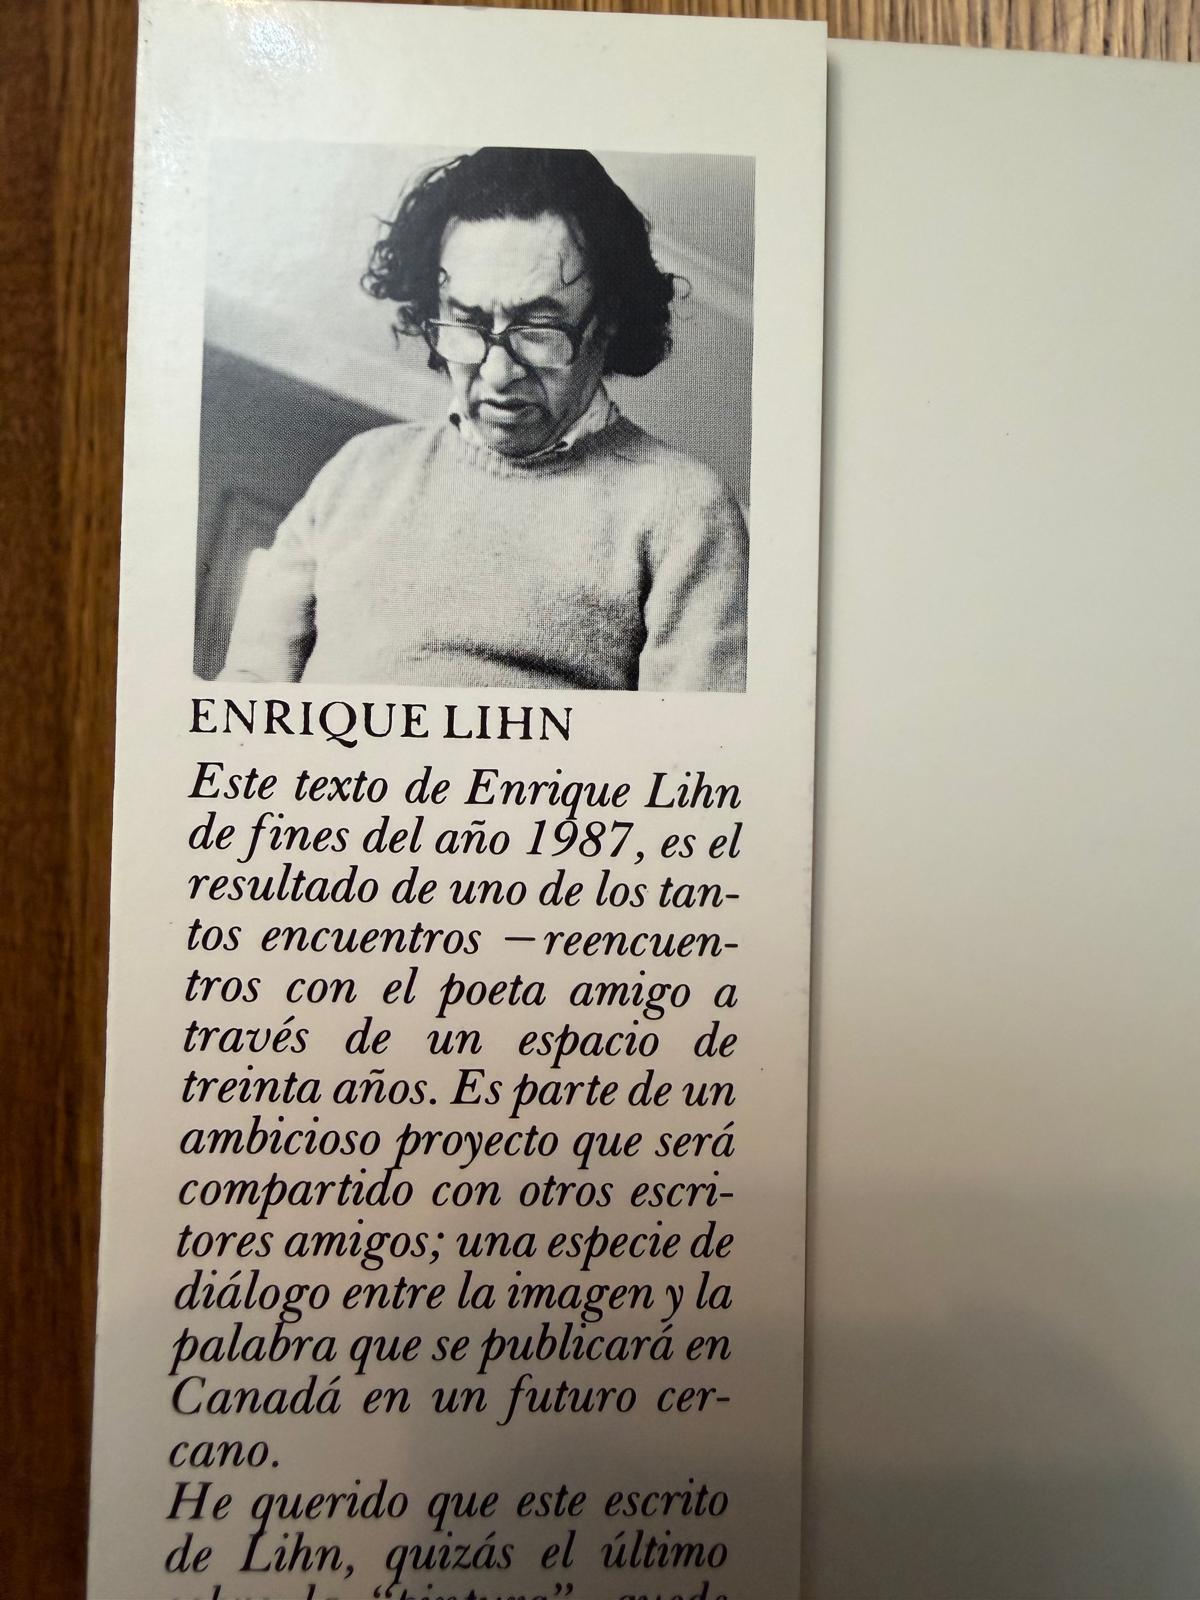 ENRIQUE LIHN
Este texto de Enrique Lihn
de fines del año 1987, es el
resultado de uno de los tan-
tos encuentros —reencuen-
tros con el poeta amigo a
través de un espacio de
treinta años. Es parte de un
ambicioso proyecto que será
compartido con otros escri-
tores amigos; una especie de
diálogo entre la imagen y la
palabra que se publicará en
Canadá en un futuro cer-
cano.
He querido que este escrito
de Lihn, quizás el último
sobre la "pintura", quede